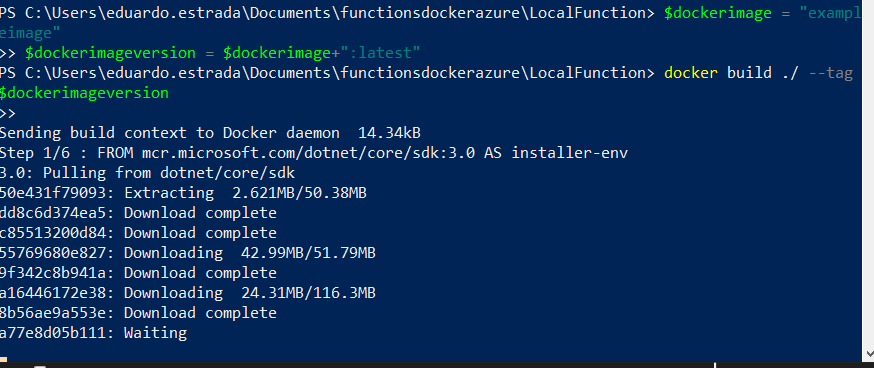 PS C:\Users\eduardo.estrada\Documents\functionsdockerazure\LocalFunction> $dockerimage = "exampl
eimage"
>> $dockerimageversion = $dockerimage+":latest"
PS C:\Users\eduardo.estrada\Documents\functionsdockerazure\LocalFunction> docker build ./ --tag
$dockerimageversion
>>
Sending build context to Docker daemon  14.34kB
Step 1/6 : FROM mcr.microsoft.com/dotnet/core/sdk:3.0 AS installer-env
3.0: Pulling from dotnet/core/sdk
50e431f79093: Extracting  2.621MB/50.38MB
dd8c6d374ea5: Download complete
c85513200d84: Download complete
55769680e827: Downloading  42.99MB/51.79MB
9f342c8b941a: Download complete
a16446172e38: Downloading  24.31MB/116.3MB
8b56ae9a553e: Download complete
a77e8d05b111: Waiting